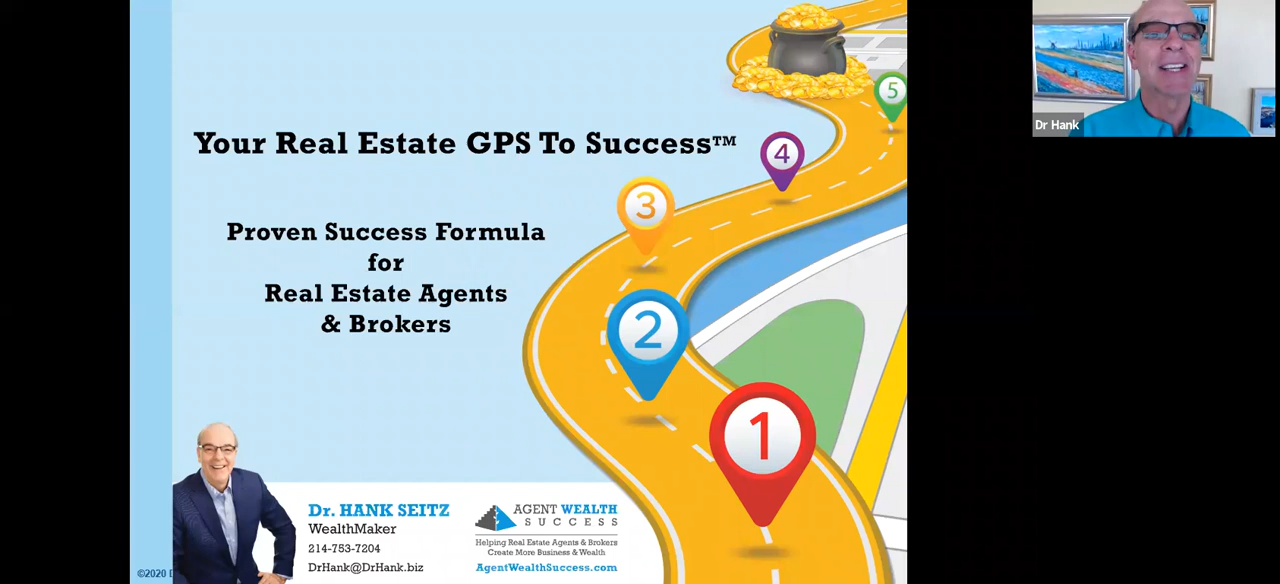 Your Real Estate GPS To Success™
Proven Success Formula
for
Real Estate Agents
& Brokers
5
4
3
2
1
Dr. HANK SEITZ
WealthMaker
214-753-7204
DrHank@DrHank.biz
AGENT WEALTH
SUCCESS
Helping Real Estate Agents & Brokers
Create More Business & Wealth
AgentWealthSuccess.com
©2020
Dr Hank